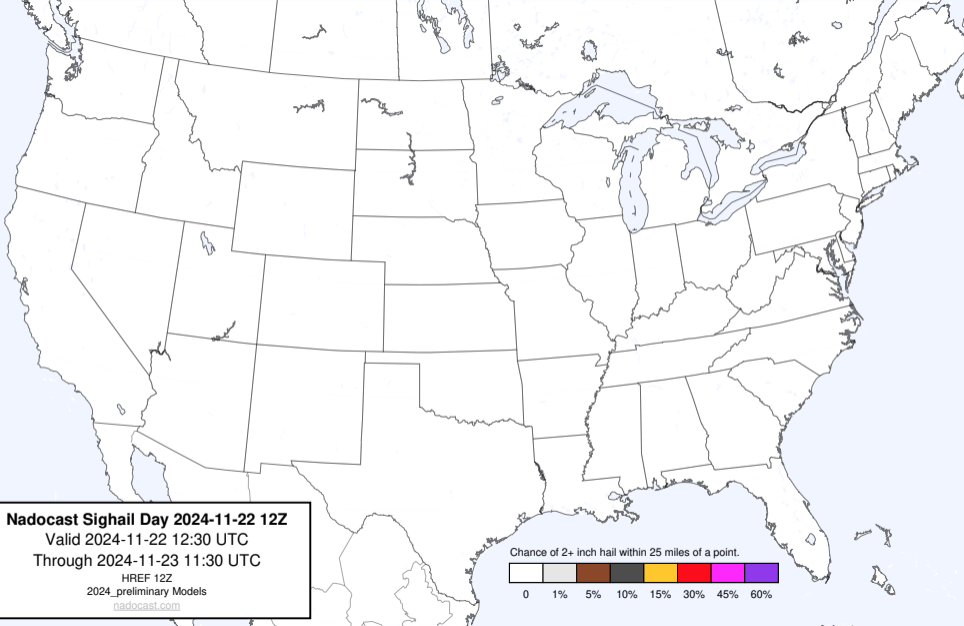 Nadocast Sighail Day 2024-11-22 12Z
Valid 2024-11-22 12:30 UTC
Through 2024-11-23 11:30 UTC
HREF 12Z
2024_preliminary Models
nadocast.com
Chance of 2+ inch hail within 25 miles of a point.
0 1% 5% 10% 15% 30% 45% 60%